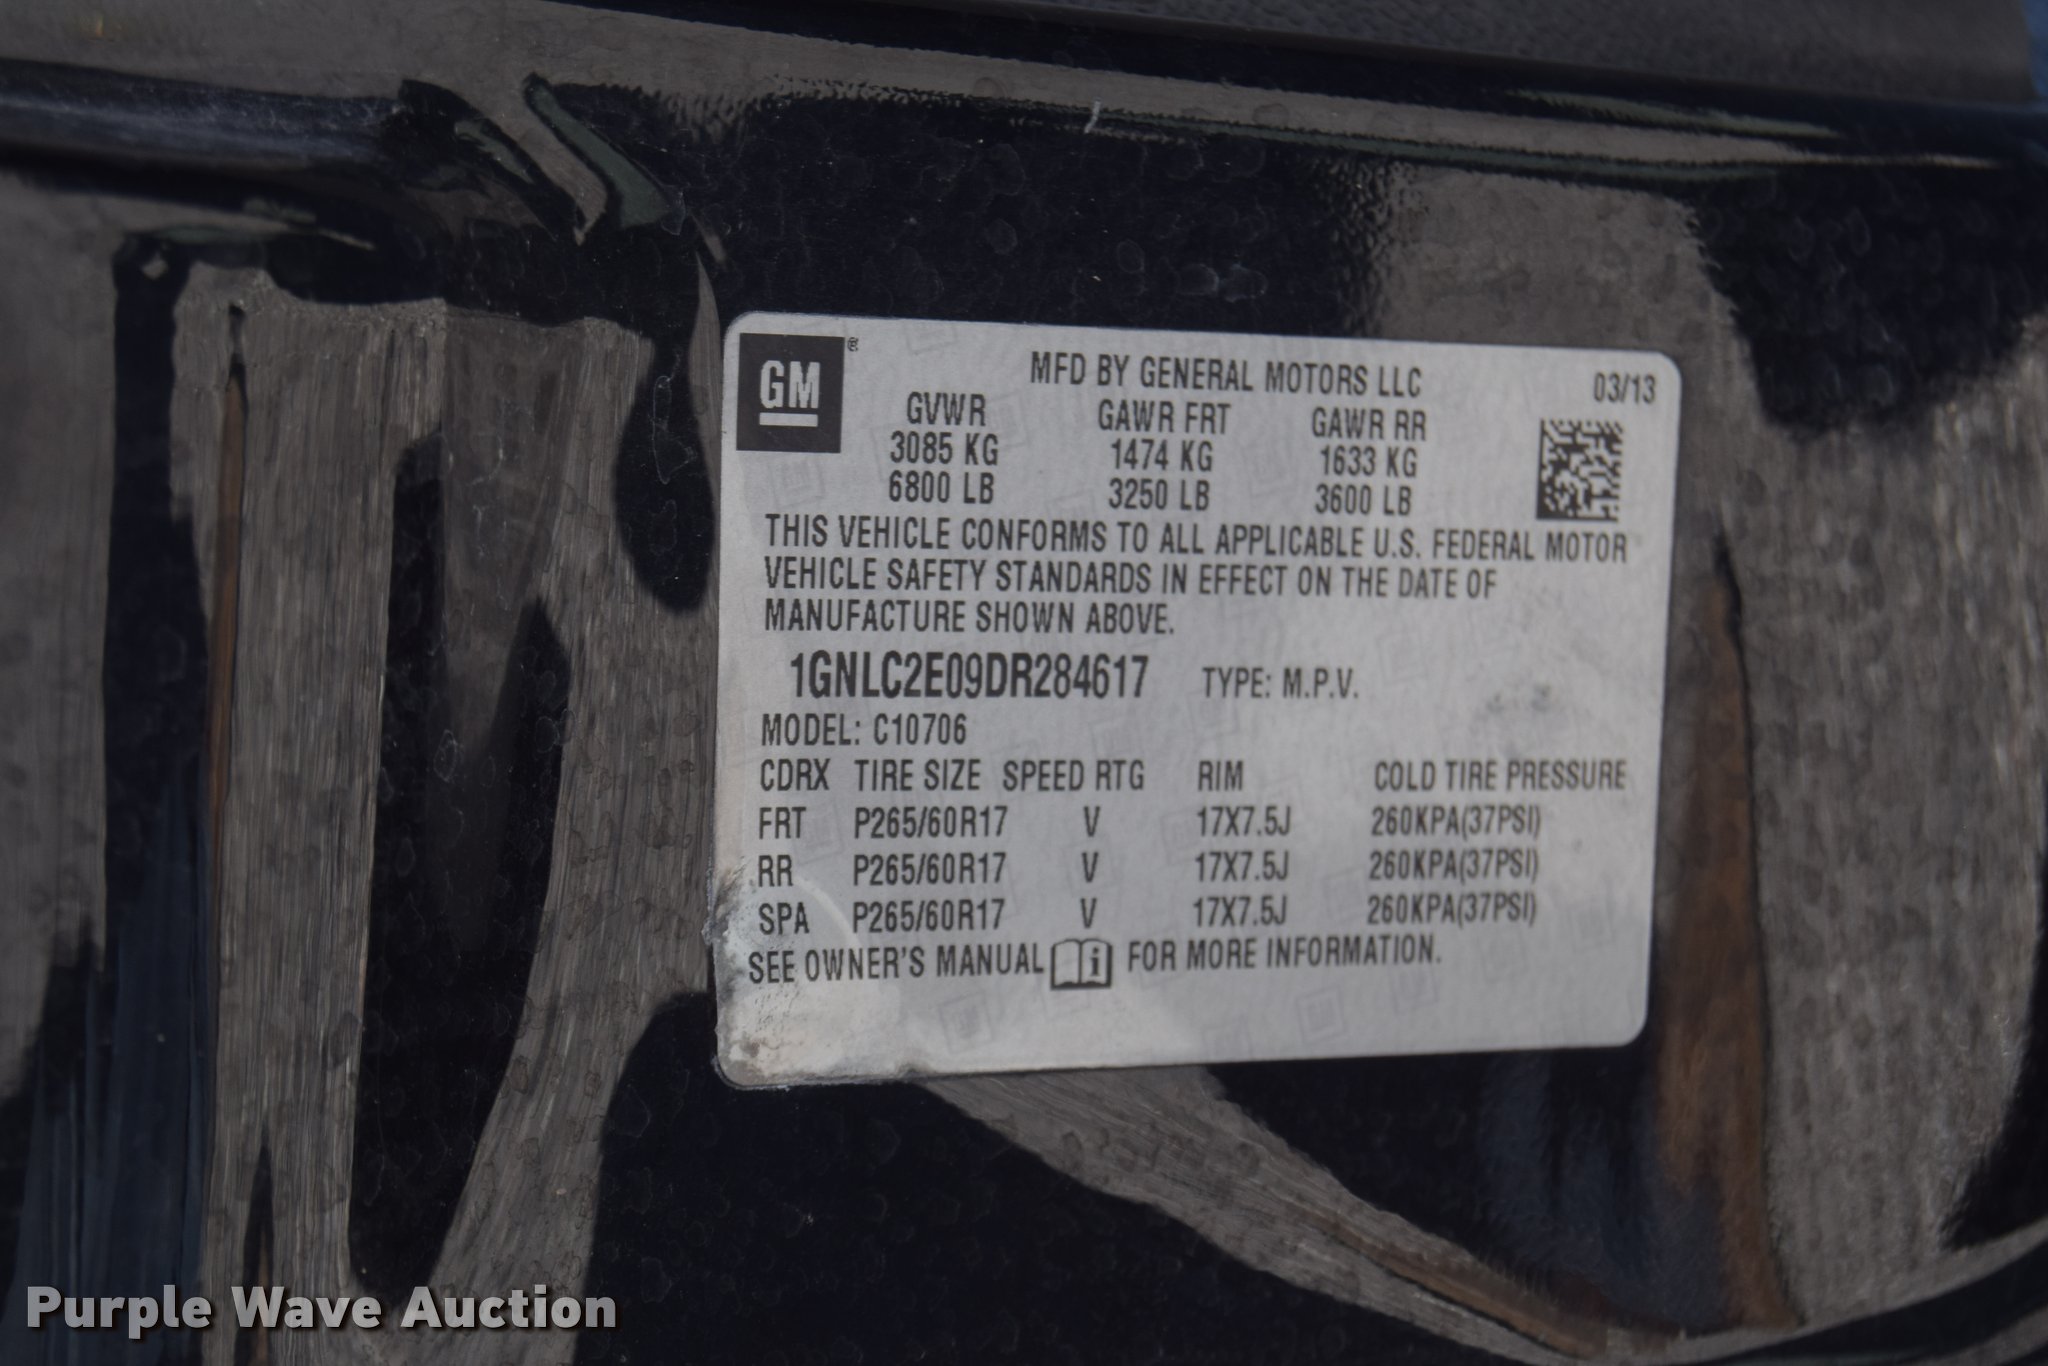 GM ®
MFD BY GENERAL MOTORS LLC 03/13
GVWR GAWR FRT GAWR RR
3085 KG 1474 KG 1633 KG
6800 LB 3250 LB 3600 LB
THIS VEHICLE CONFORMS TO ALL APPLICABLE U.S. FEDERAL MOTOR
VEHICLE SAFETY STANDARDS IN EFFECT ON THE DATE OF
MANUFACTURE SHOWN ABOVE.
1GNLC2E09DR284617 TYPE: M.P.V.
MODEL: C10706
CDRX TIRE SIZE SPEED RTG RIM COLD TIRE PRESSURE
FRT P265/60R17 V 17X7.5J 260KPA(37PSI)
RR P265/60R17 V 17X7.5J 260KPA(37PSI)
SPA P265/60R17 V 17X7.5J 260KPA(37PSI)
SEE OWNER'S MANUAL i FOR MORE INFORMATION.
Purple Wave Auction